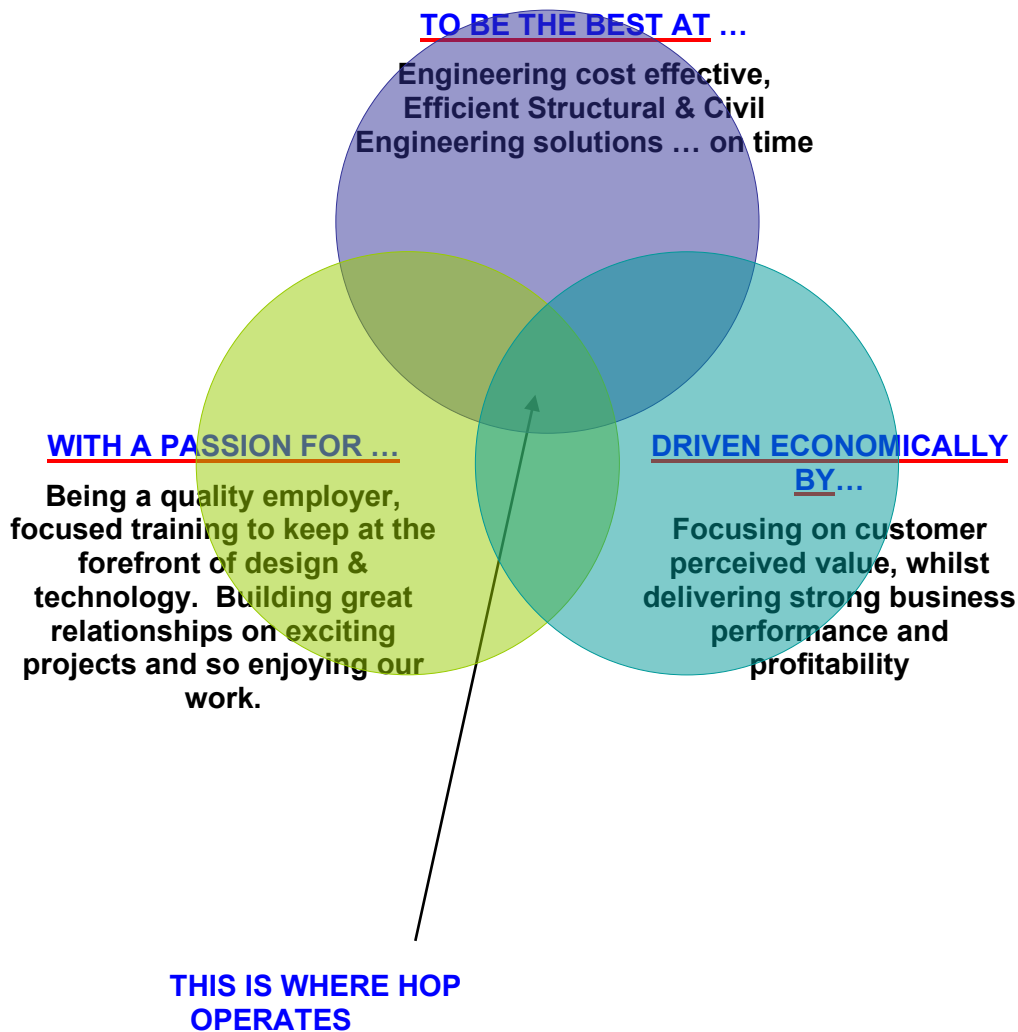 TO BE THE BEST AT …
Engineering cost effective,
Efficient Structural & Civil
Engineering solutions … on time
WITH A PASSION FOR …
Being a quality employer,
focused training to keep at the
forefront of design &
technology.  Building great
relationships on exciting
projects and so enjoying our
work.
DRIVEN ECONOMICALLY
BY…
Focusing on customer
perceived value, whilst
delivering strong business
performance and
profitability
THIS IS WHERE HOP
OPERATES